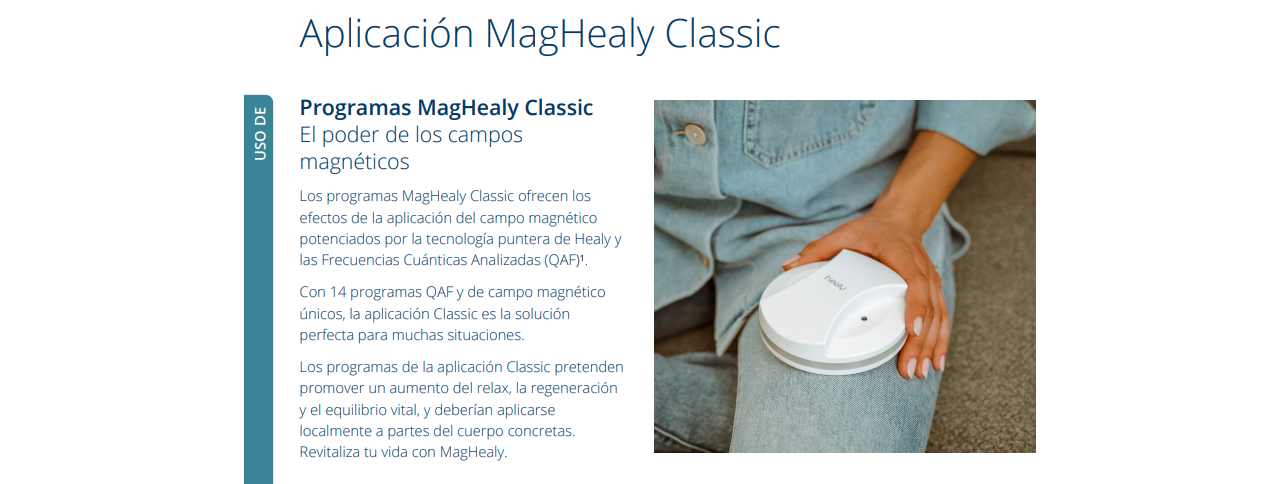 Aplicación MagHealy Classic
USO DE
Programas MagHealy Classic
El poder de los campos
magnéticos
Los programas MagHealy Classic ofrecen los
efectos de la aplicación del campo magnético
potenciados por la tecnología puntera de Healy y
las Frecuencias Cuánticas Analizadas (QAF)¹.
Con 14 programas QAF y de campo magnético
únicos, la aplicación Classic es la solución
perfecta para muchas situaciones.
Los programas de la aplicación Classic pretenden
promover un aumento del relax, la regeneración
y el equilibrio vital, y deberían aplicarse
localmente a partes del cuerpo concretas.
Revitaliza tu vida con MagHealy.
healy